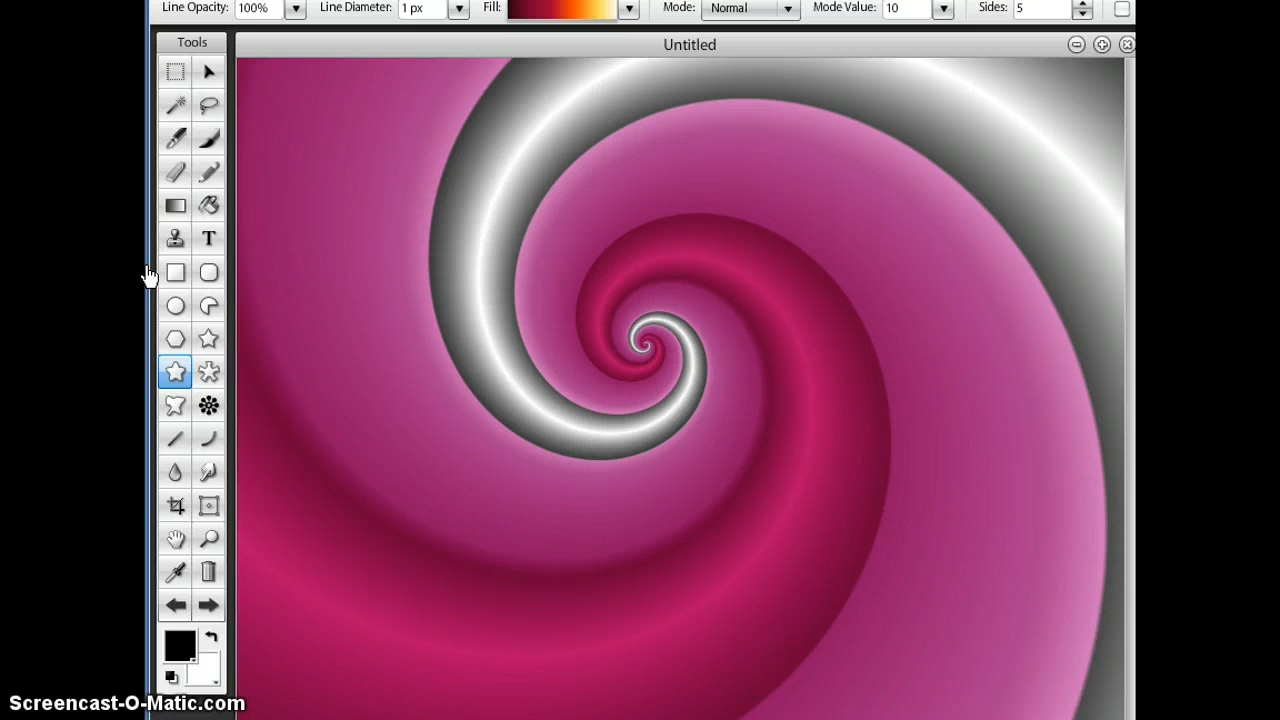 Line Opacity: 100% Line Diameter: 1 px Fill: Mode: Normal Mode Value: 10 Sides: 5
Tools
Untitled
T
Screencast-O-Matic.com